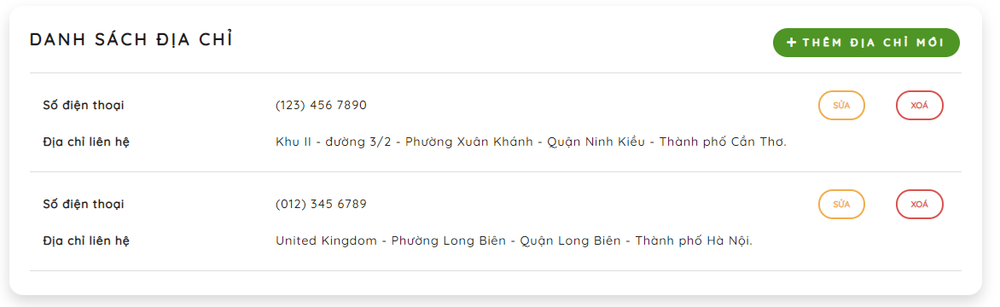 DANH SÁCH ĐỊA CHỈ
+ THÊM ĐỊA CHỈ MỚI
Số điện thoại (123) 456 7890 SỬA XOÁ
Địa chỉ liên hệ Khu II - đường 3/2 - Phường Xuân Khánh - Quận Ninh Kiều - Thành phố Cần Thơ.
Số điện thoại (012) 345 6789 SỬA XOÁ
Địa chỉ liên hệ United Kingdom - Phường Long Biên - Quận Long Biên - Thành phố Hà Nội.